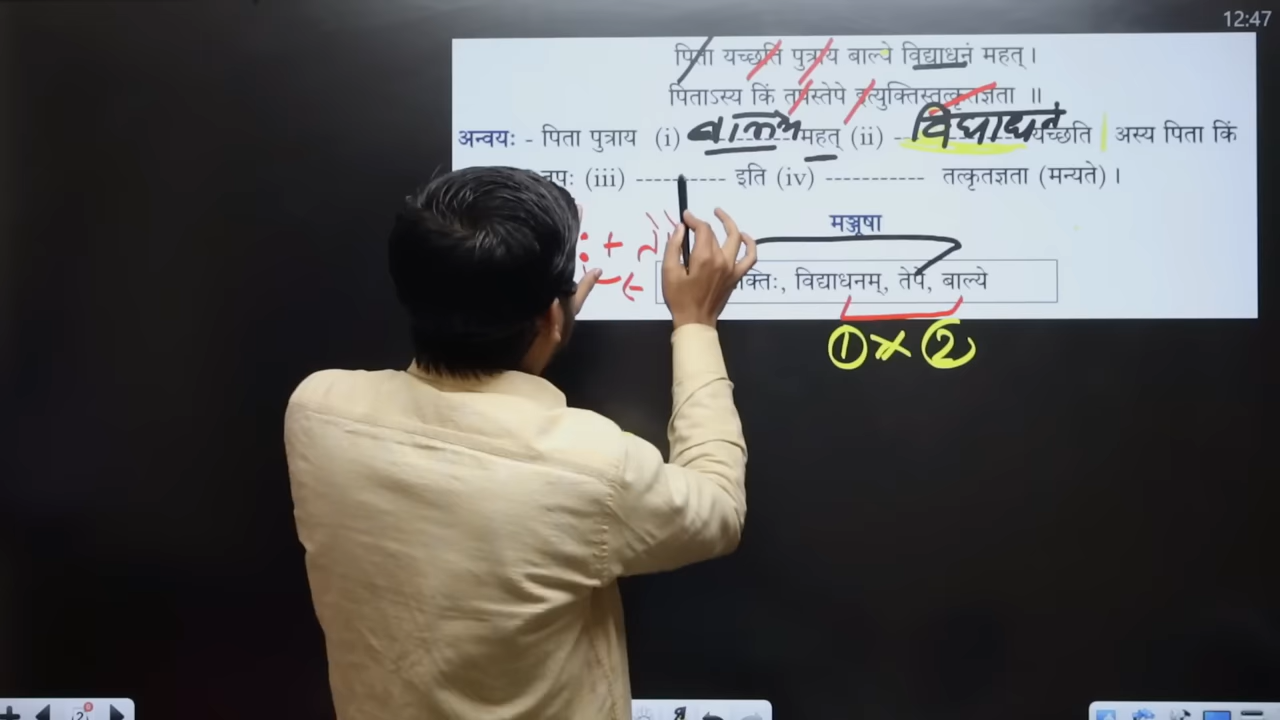 12:47
पिता यच्छति पुत्राय बाल्ये विद्याधनं महत् ।
पिताऽस्य किं तपस्तेपे इत्युक्तिस्तत्कृतज्ञता ॥
अन्वयः - पिता पुत्राय (i) बाल्ये महत् (ii) - विद्याधनं यच्छति | अस्य पिता किं
तपः (iii) ----------- इति (iv) ------------ तत्कृतज्ञता (मन्यते) ।
मञ्जूषा
: + ते
क्तिः, विद्याधनम्, तेपे, बाल्ये
1 × 2
2